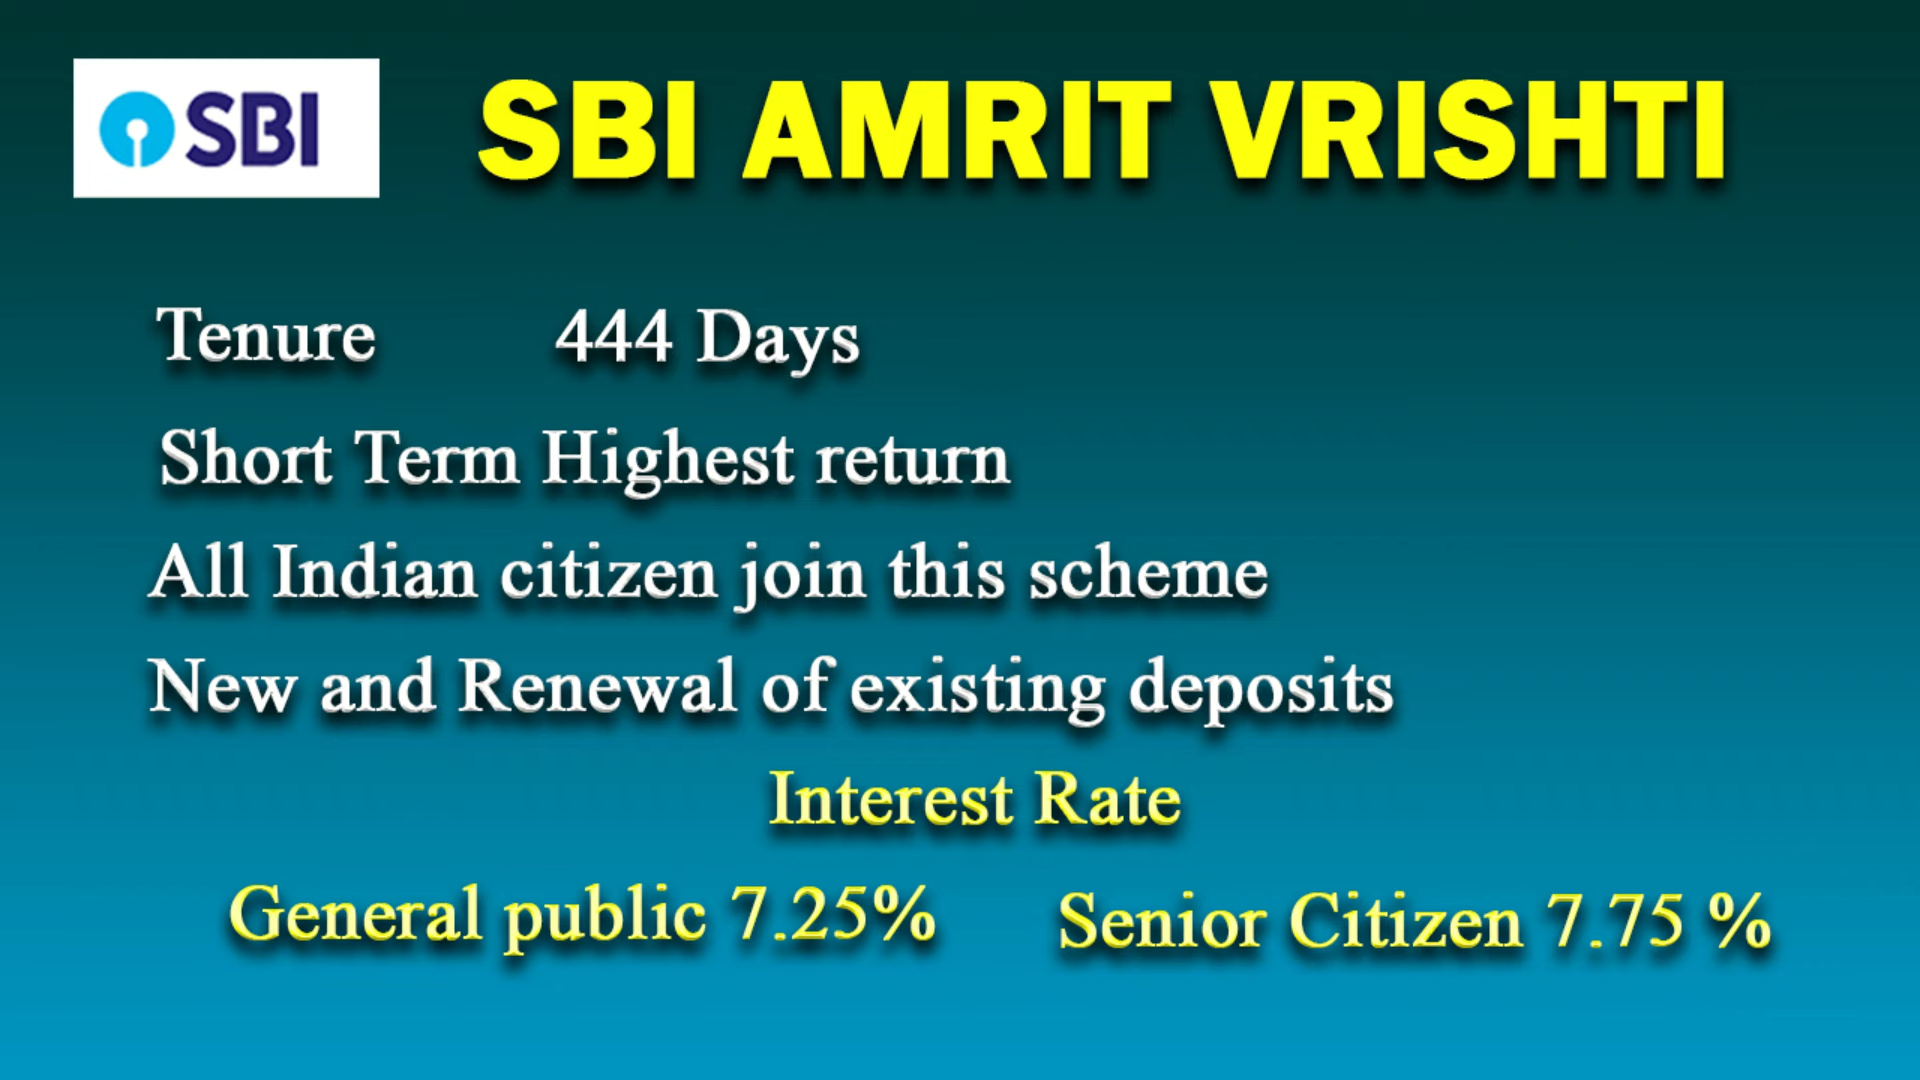 SBI SBI AMRIT VRISHTI
Tenure 444 Days
Short Term Highest return
All Indian citizen join this scheme
New and Renewal of existing deposits
Interest Rate
General public 7.25% Senior Citizen 7.75 %